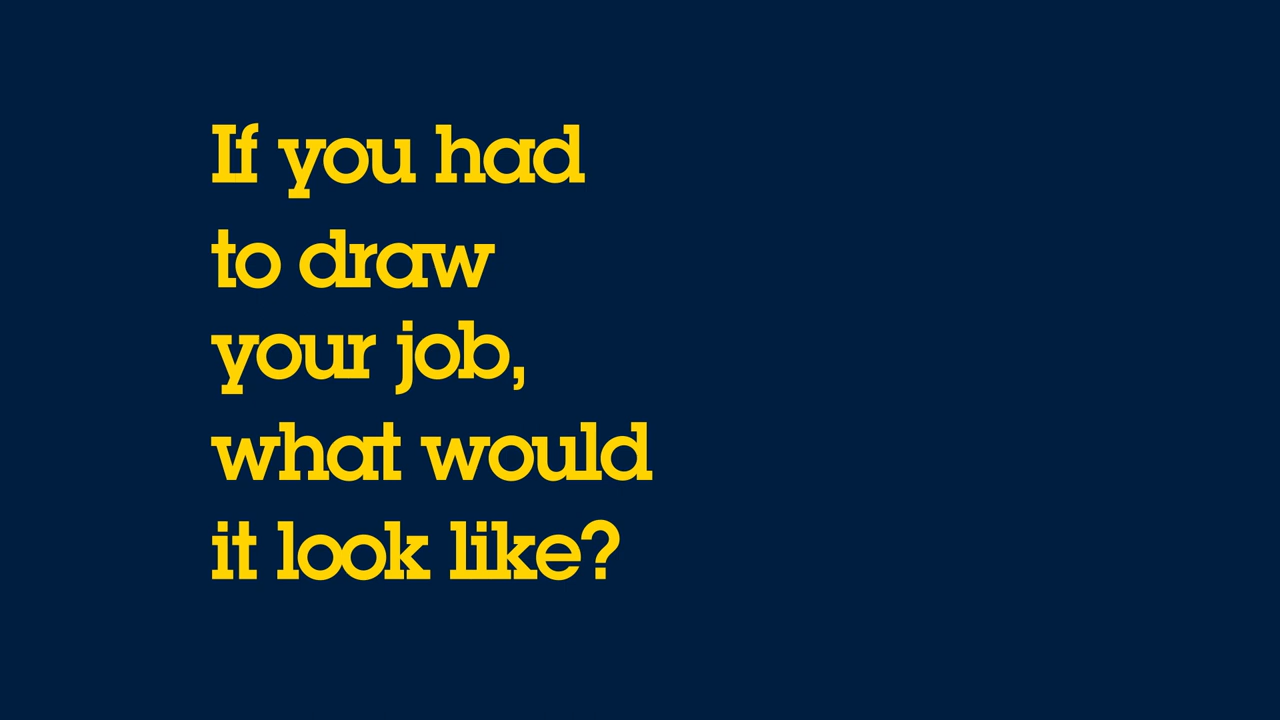 If you had
to draw
your job,
what would
it look like?